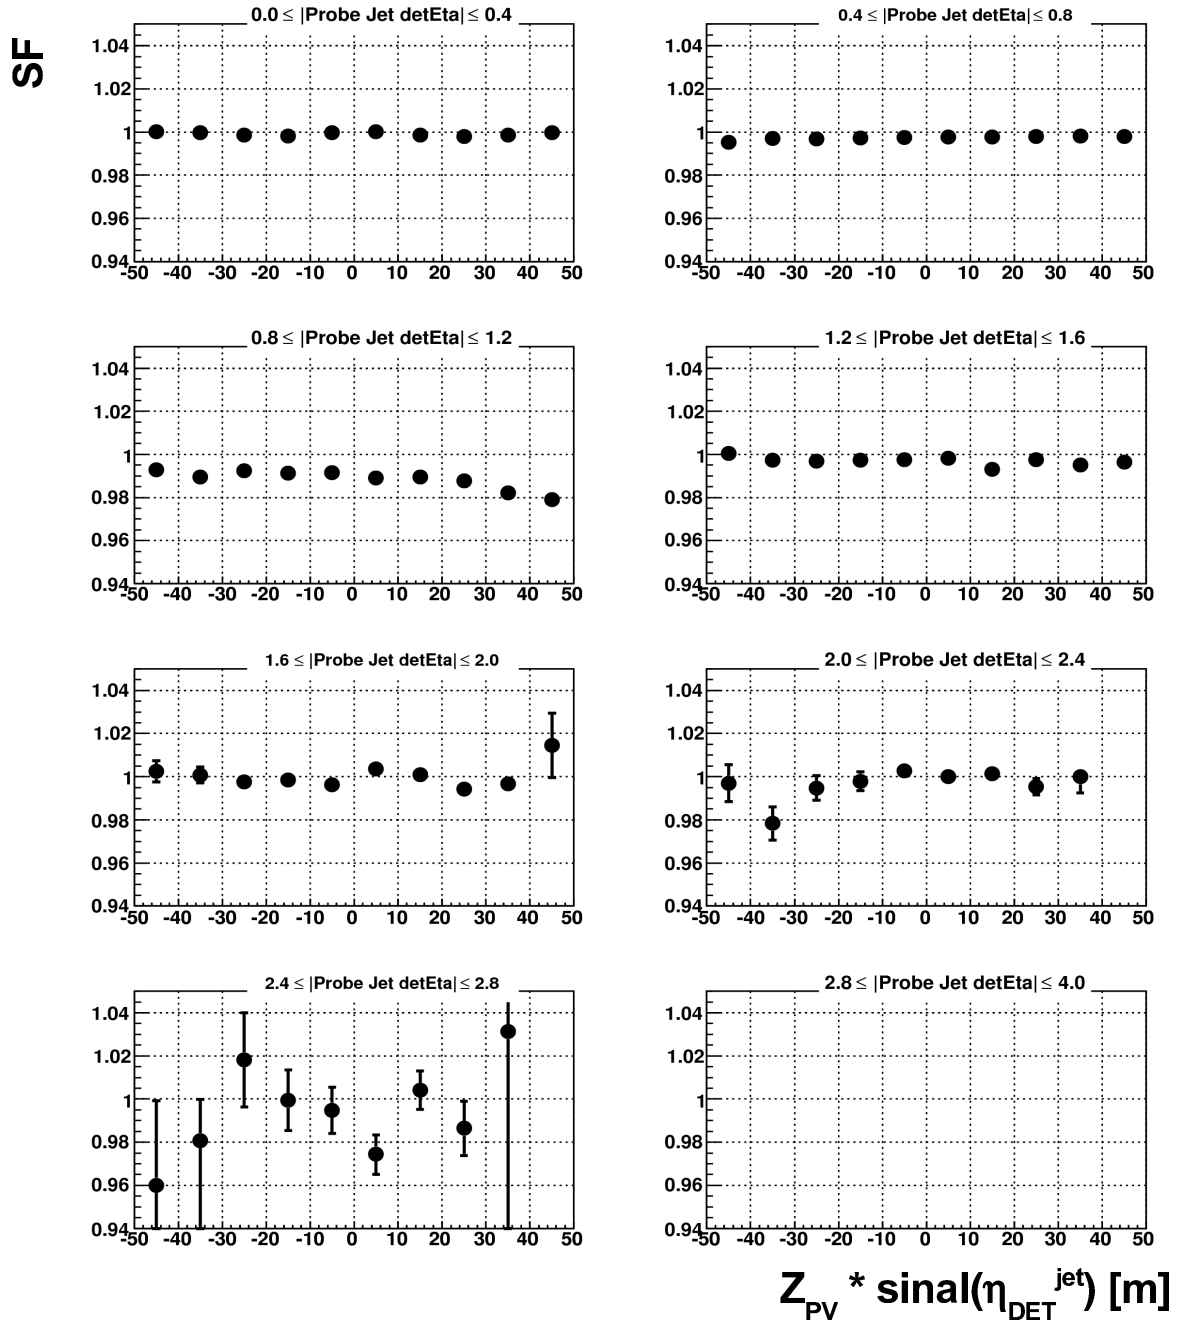 SF
0.0 ≤ |Probe Jet detEta| ≤ 0.4
1.04
1.02
1
0.98
0.96
0.94
-50 -40 -30 -20 -10 0 10 20 30 40 50
0.4 ≤ |Probe Jet detEta| ≤ 0.8
1.04
1.02
1
0.98
0.96
0.94
-50 -40 -30 -20 -10 0 10 20 30 40 50
0.8 ≤ |Probe Jet detEta| ≤ 1.2
1.04
1.02
1
0.98
0.96
0.94
-50 -40 -30 -20 -10 0 10 20 30 40 50
1.2 ≤ |Probe Jet detEta| ≤ 1.6
1.04
1.02
1
0.98
0.96
0.94
-50 -40 -30 -20 -10 0 10 20 30 40 50
1.6 ≤ |Probe Jet detEta| ≤ 2.0
1.04
1.02
1
0.98
0.96
0.94
-50 -40 -30 -20 -10 0 10 20 30 40 50
2.0 ≤ |Probe Jet detEta| ≤ 2.4
1.04
1.02
1
0.98
0.96
0.94
-50 -40 -30 -20 -10 0 10 20 30 40 50
2.4 ≤ |Probe Jet detEta| ≤ 2.8
1.04
1.02
1
0.98
0.96
0.94
-50 -40 -30 -20 -10 0 10 20 30 40 50
2.8 ≤ |Probe Jet detEta| ≤ 4.0
1.04
1.02
1
0.98
0.96
0.94
-50 -40 -30 -20 -10 0 10 20 30 40 50
Z_PV * sinal(η_DET^jet) [m]